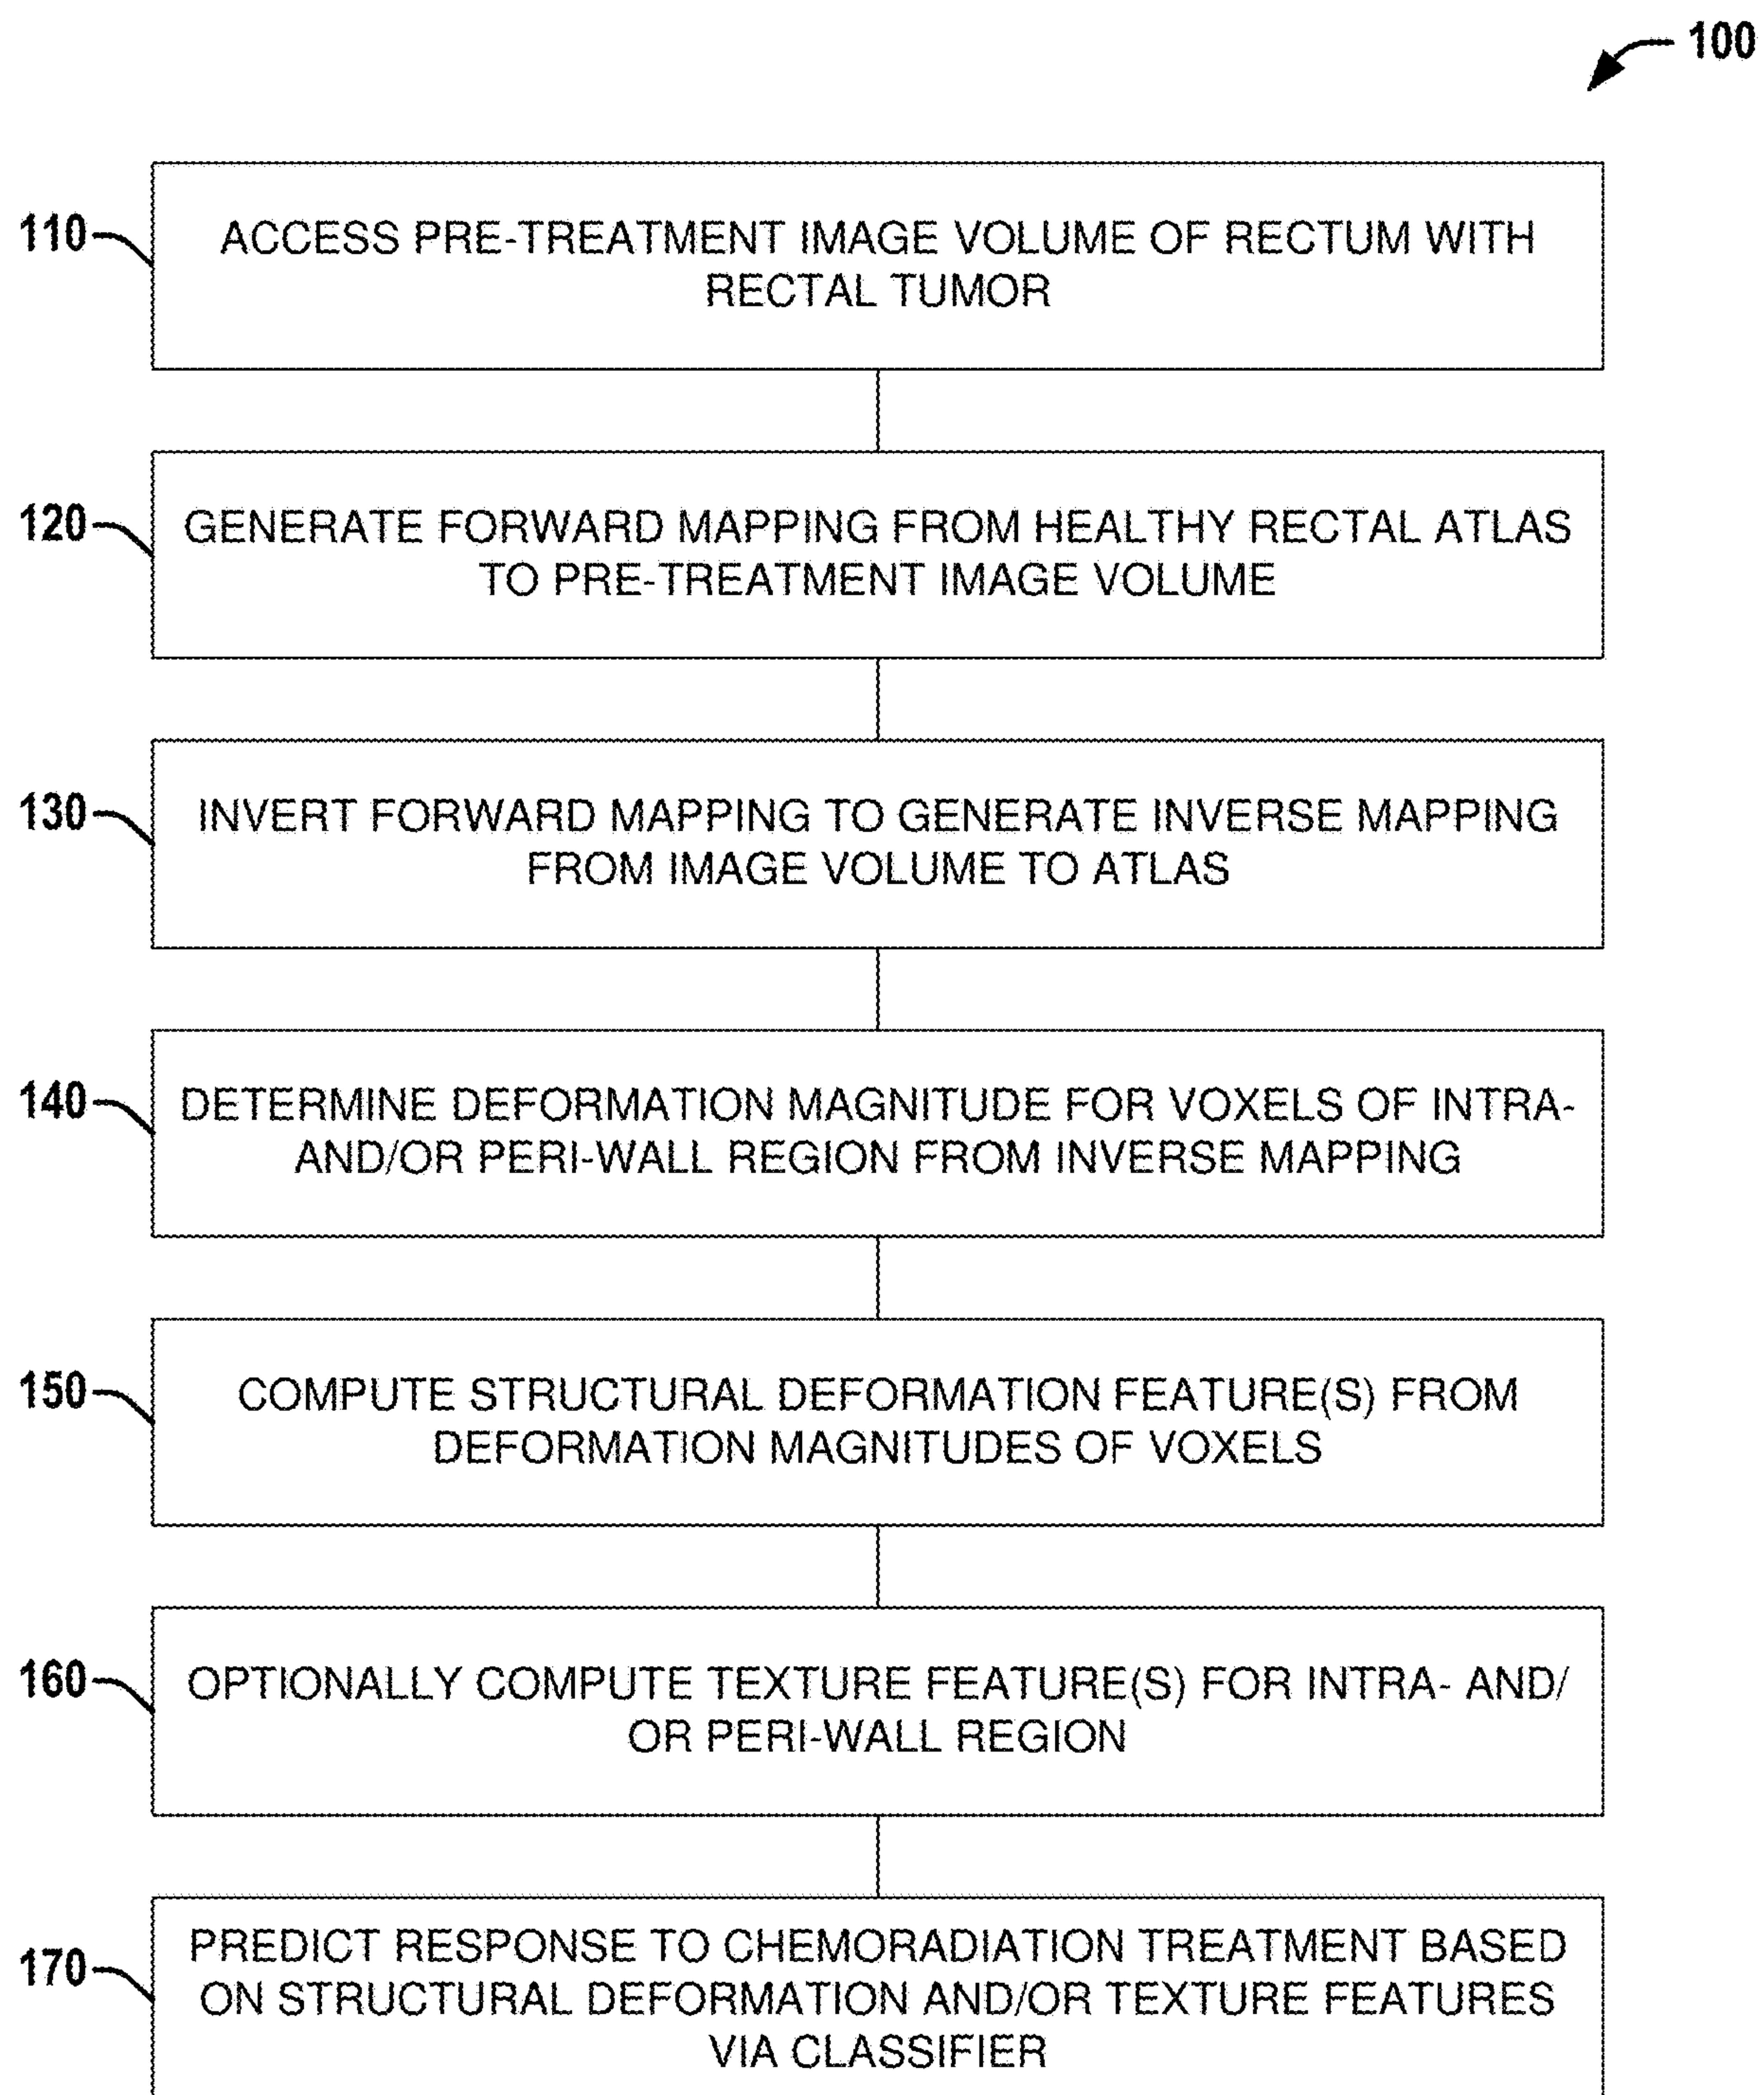 100
110
ACCESS PRE-TREATMENT IMAGE VOLUME OF RECTUM WITH
RECTAL TUMOR
120
GENERATE FORWARD MAPPING FROM HEALTHY RECTAL ATLAS
TO PRE-TREATMENT IMAGE VOLUME
130
INVERT FORWARD MAPPING TO GENERATE INVERSE MAPPING
FROM IMAGE VOLUME TO ATLAS
140
DETERMINE DEFORMATION MAGNITUDE FOR VOXELS OF INTRA-
AND/OR PERI-WALL REGION FROM INVERSE MAPPING
150
COMPUTE STRUCTURAL DEFORMATION FEATURE(S) FROM
DEFORMATION MAGNITUDES OF VOXELS
160
OPTIONALLY COMPUTE TEXTURE FEATURE(S) FOR INTRA- AND/
OR PERI-WALL REGION
170
PREDICT RESPONSE TO CHEMORADIATION TREATMENT BASED
ON STRUCTURAL DEFORMATION AND/OR TEXTURE FEATURES
VIA CLASSIFIER